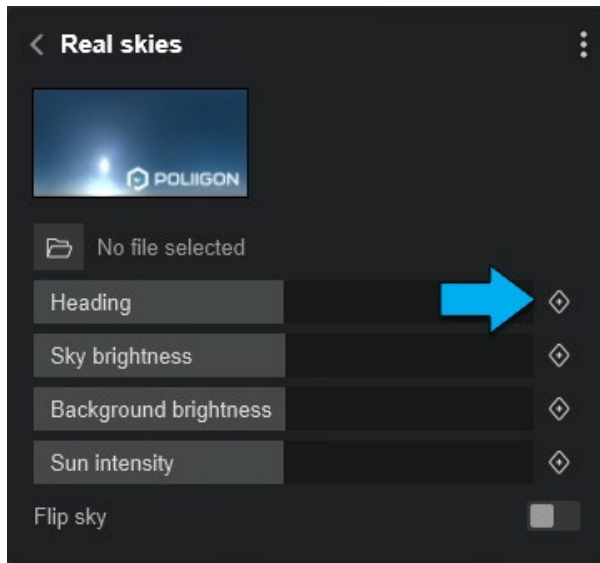 Real skies
POLIIGON
No file selected
Heading
Sky brightness
Background brightness
Sun intensity
Flip sky